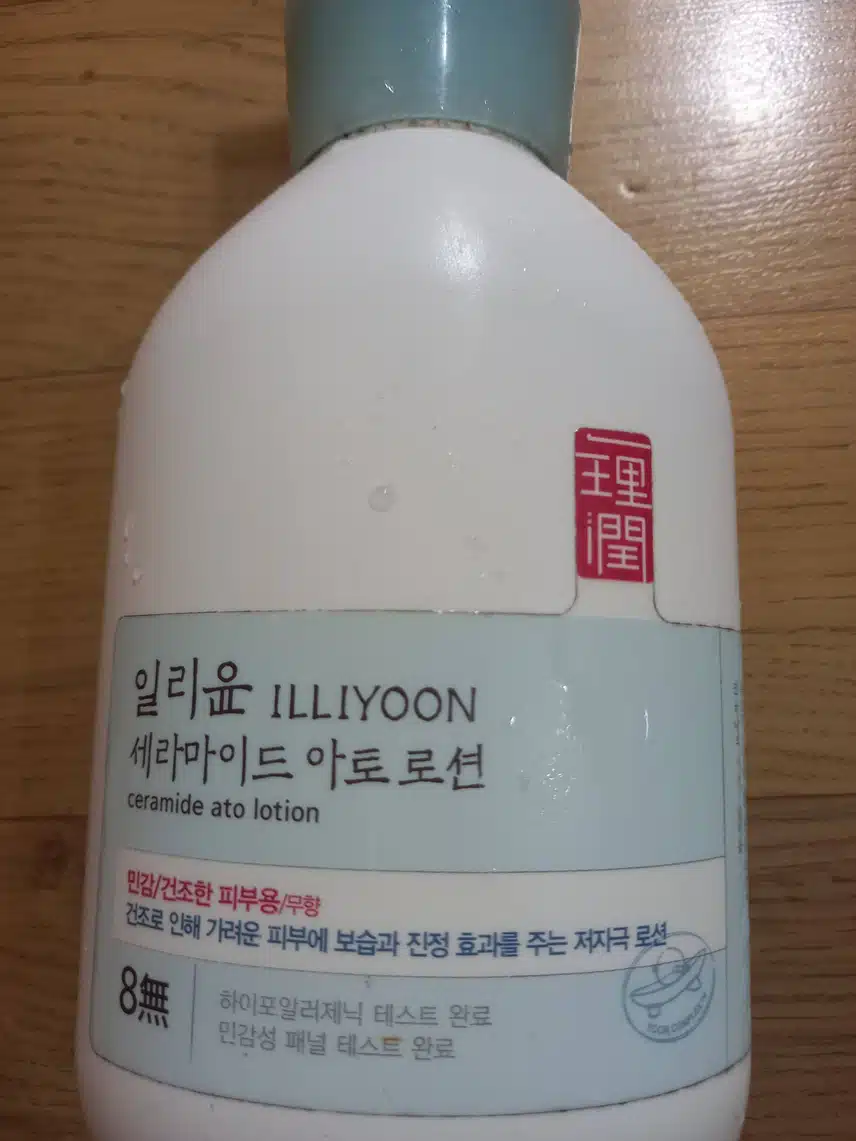 理
潤
일리윤 ILLIYOON
세라마이드 아토 로션
ceramide ato lotion
민감/건조한 피부용/무향
건조로 인해 가려운 피부에 보습과 진정 효과를 주는 저자극 로션
8無
하이포알러제닉 테스트 완료
민감성 패널 테스트 완료